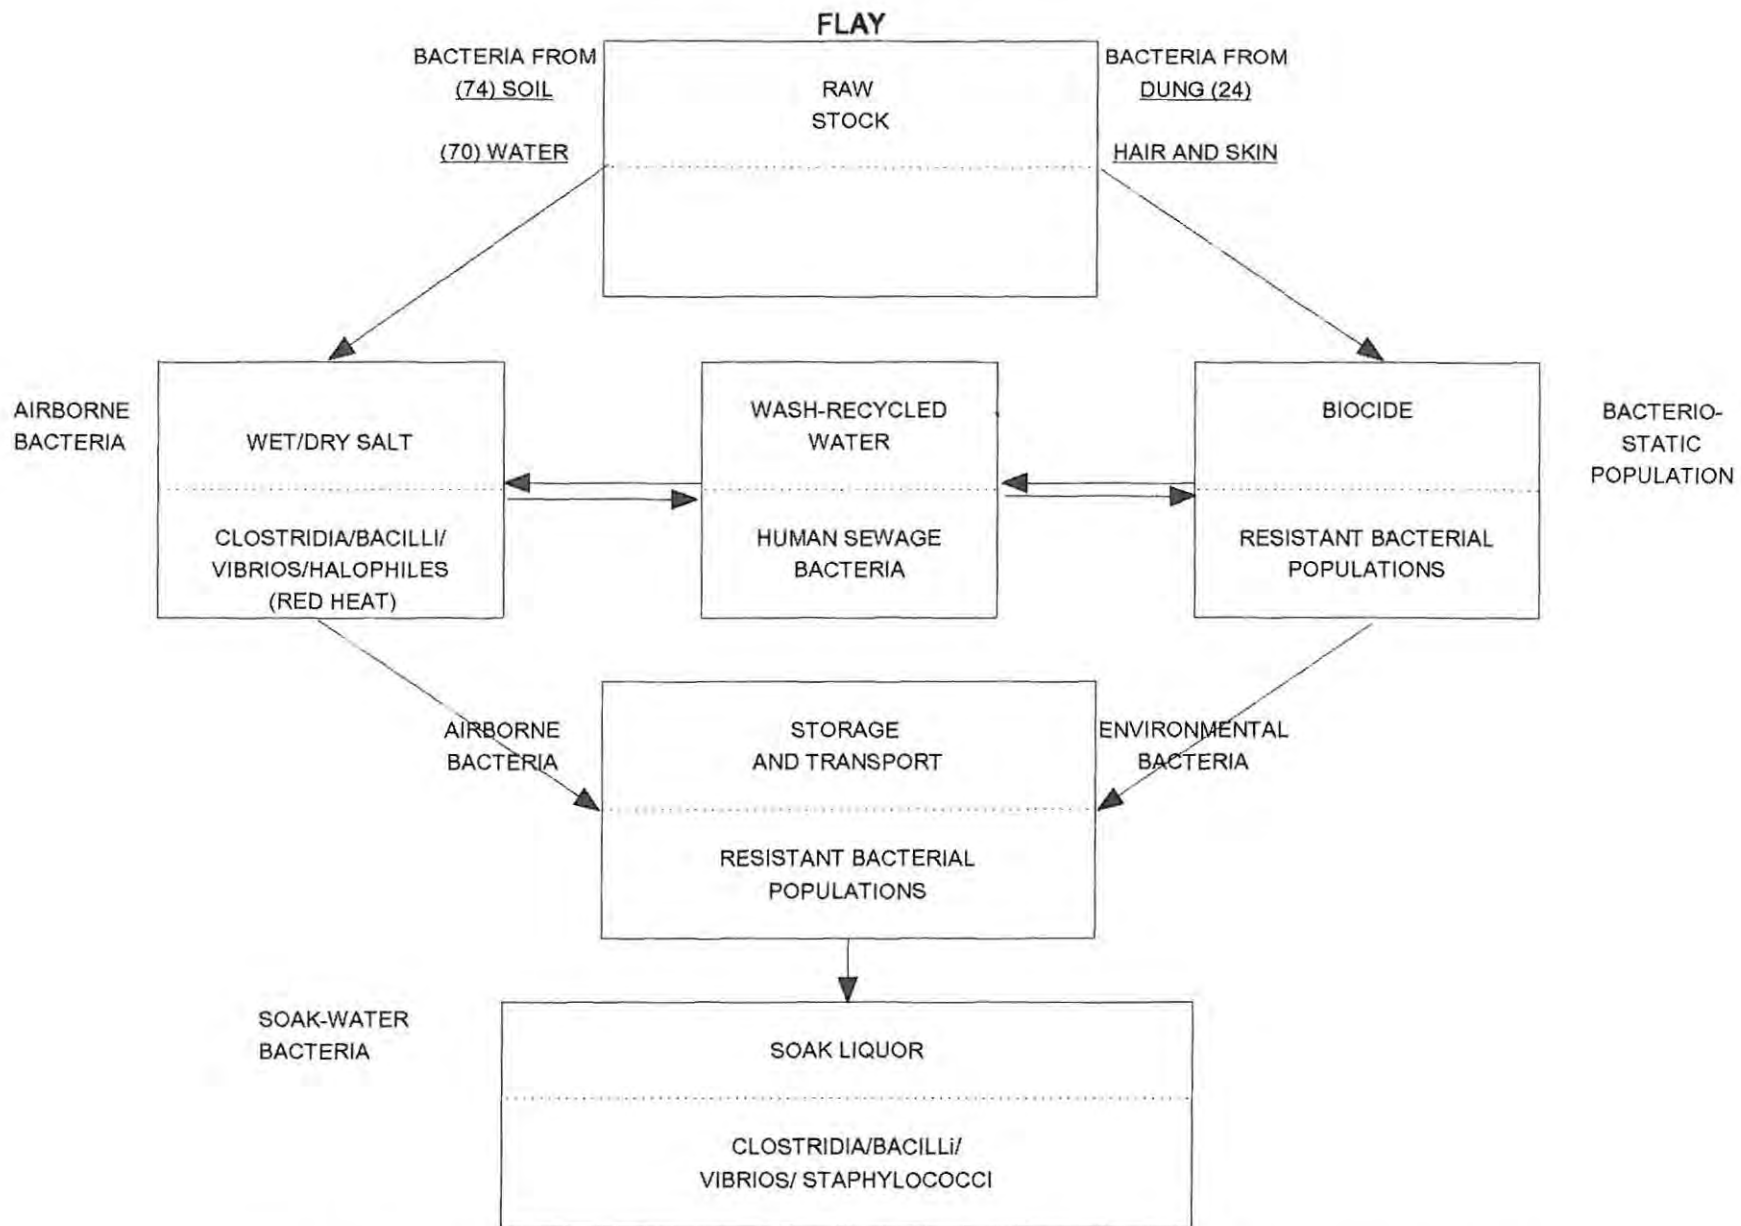 FLAY
BACTERIA FROM
(74) SOIL
(70) WATER
RAW
STOCK
BACTERIA FROM
DUNG (24)
HAIR AND SKIN
AIRBORNE
BACTERIA
WET/DRY SALT
CLOSTRIDIA/BACILLI/
VIBRIOS/HALOPHILES
(RED HEAT)
WASH-RECYCLED
WATER
HUMAN SEWAGE
BACTERIA
BIOCIDE
RESISTANT BACTERIAL
POPULATIONS
BACTERIO-
STATIC
POPULATION
AIRBORNE
BACTERIA
STORAGE
AND TRANSPORT
RESISTANT BACTERIAL
POPULATIONS
ENVIRONMENTAL
BACTERIA
SOAK-WATER
BACTERIA
SOAK LIQUOR
CLOSTRIDIA/BACILLi/
VIBRIOS/ STAPHYLOCOCCI